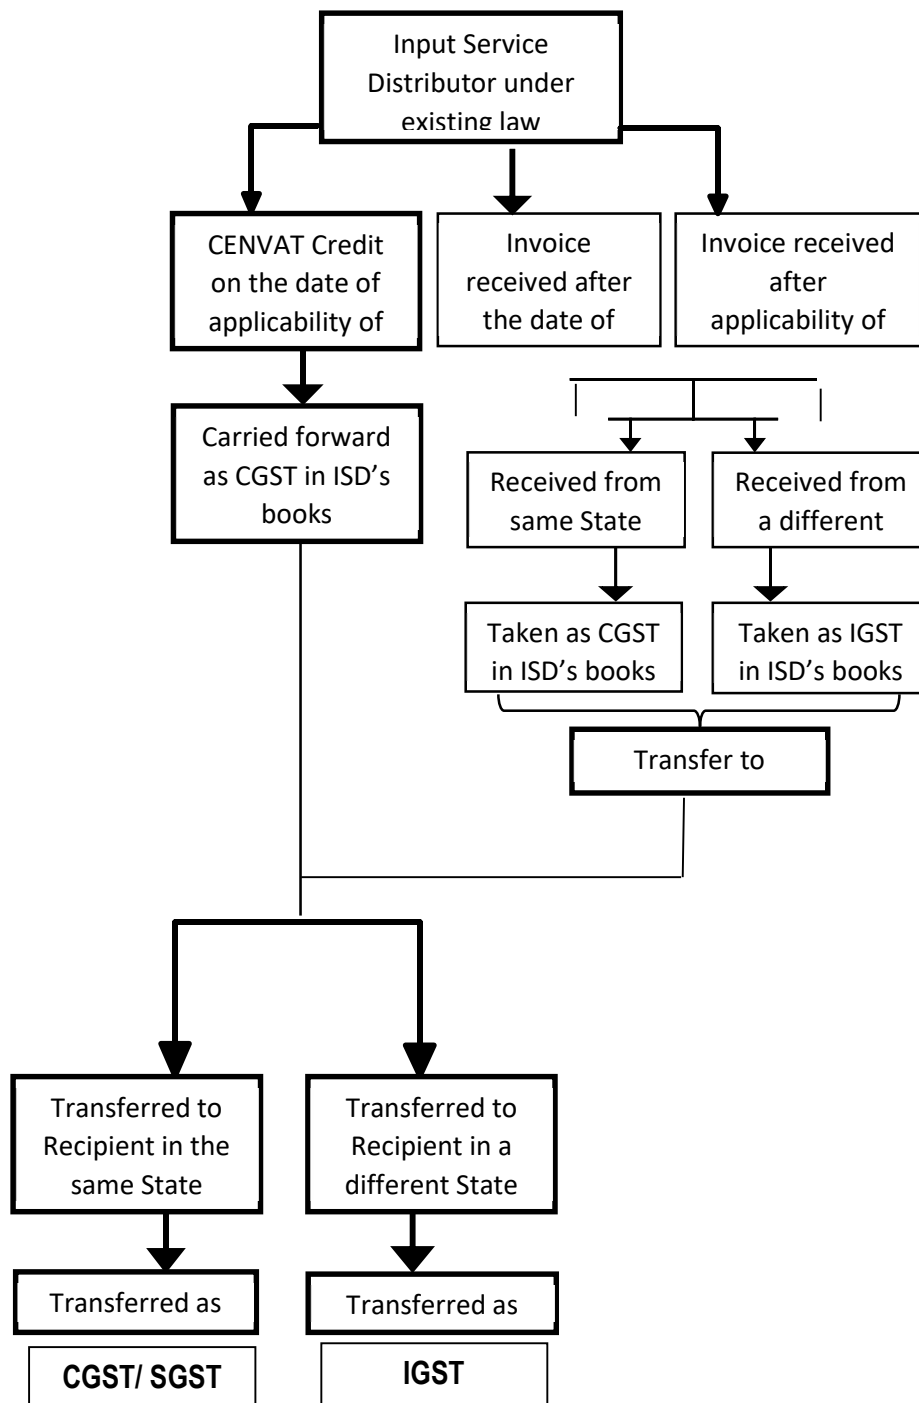 Input Service
Distributor under
existing law
CENVAT Credit
on the date of
applicability of
Invoice
received after
the date of
Invoice received
after
applicability of
Carried forward
as CGST in ISD’s
books
Received from
same State
Received from
a different
Taken as CGST
in ISD’s books
Taken as IGST
in ISD’s books
Transfer to
Transferred to
Recipient in the
same State
Transferred to
Recipient in a
different State
Transferred as
Transferred as
CGST/ SGST
IGST